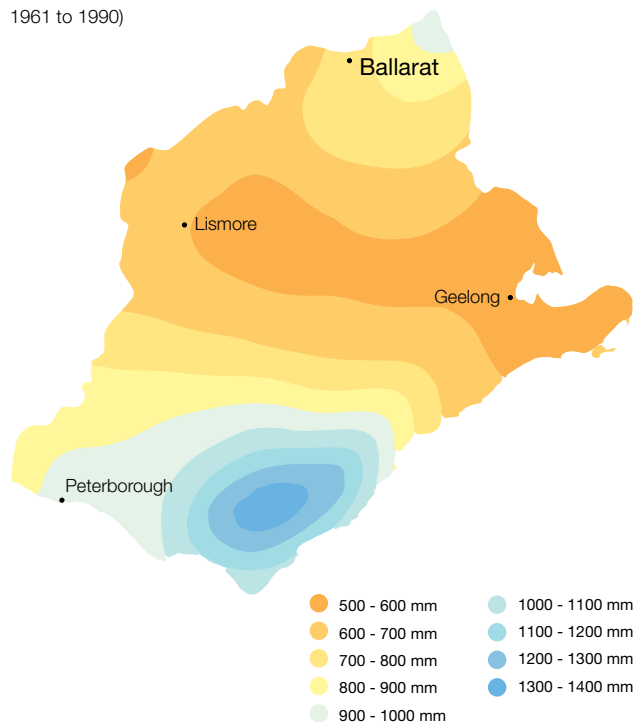 1961 to 1990)
Ballarat
Lismore
Geelong
Peterborough
500 - 600 mm
600 - 700 mm
700 - 800 mm
800 - 900 mm
900 - 1000 mm
1000 - 1100 mm
1100 - 1200 mm
1200 - 1300 mm
1300 - 1400 mm